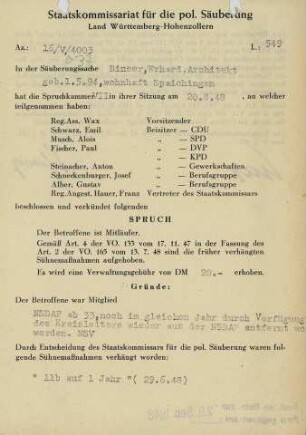 Staatskommissariat für die pol. Säuberung
Land Württemberg-Hohenzollern
Az.: 16/V/4003 L: 549
In der Säuberungssache Binser, Erhard, Architekt
geb.1.5.94, wohnhaft Spaichingen
hat die Spruchkammer VII in ihrer Sitzung am 20.8.48 , an welcher
teilgenommen haben:
Reg.Ass. Wax Vorsitzender
Schwarz, Emil Beisitzer — CDU
Musch, Alois „ — SPD
Fischer, Paul „ — DVP
„ — KPD
Steinacher, Anton „ — Gewerkschaften
Schneckenburger, Josef „ — Berufsgruppe
Alber, Gustav „ — Berufsgruppe
Reg.Angest. Hauer, Franz Vertreter des Staatskommissars
beschlossen und verkündet folgenden
SPRUCH
Der Betroffene ist Mitläufer.
Gemäß Art. 4 der VO. 133 vom 17. 11. 47 in der Fassung des
Art. 2 der VO. 165 vom 13. 7. 48 sind die früher verhängten
Sühnemaßnahmen aufgehoben.
Es wird eine Verwaltungsgebühr von DM 20.- erhoben.
Gründe:
Der Betroffene war Mitglied
NSDAP ab 33, noch im gleichen Jahr durch Verfügung
des Kreisleiters wieder aus der NSDAP entfernt wo
worden. NSV
Durch Entscheidung des Staatskommissars für die pol. Säuberung waren folgende
Sühnemaßnahmen verhängt worden:
" 11b auf 1 Jahr "( 29.6.48)